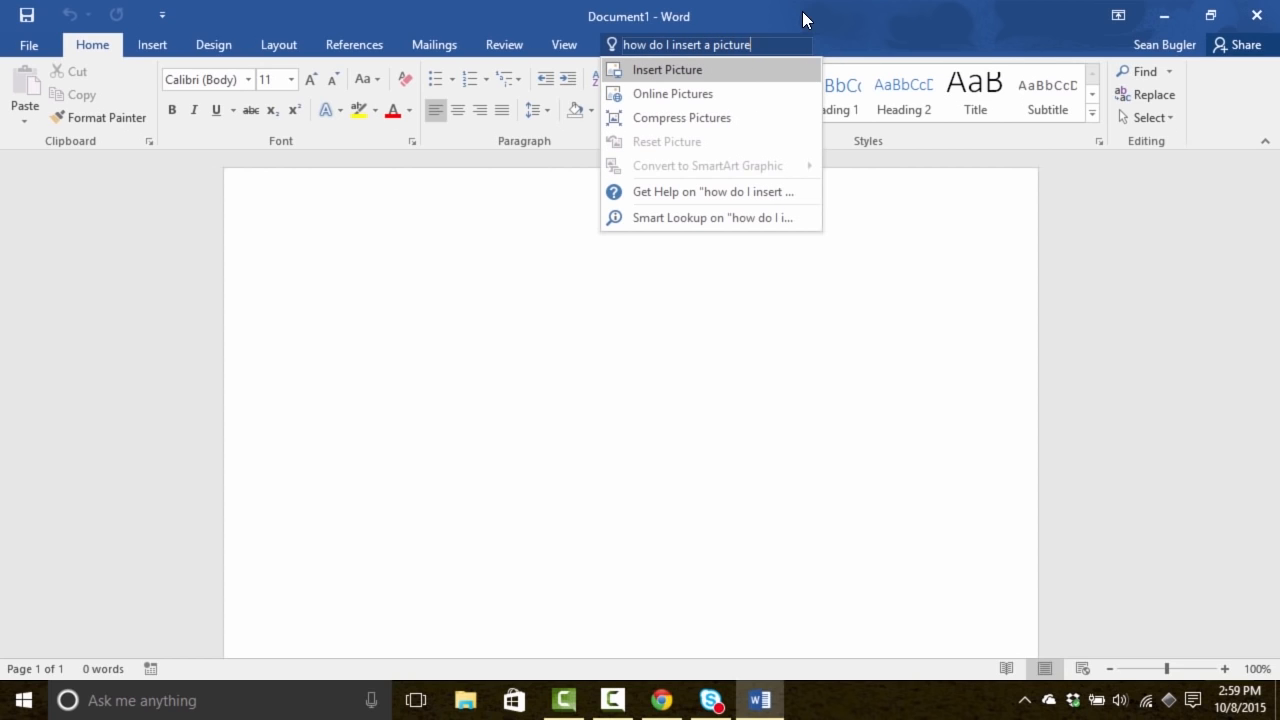 Document1 - Word
File Home Insert Design Layout References Mailings Review View how do I insert a picture Sean Bugler Share
Paste
Cut
Copy
Format Painter
Clipboard
Calibri (Body) 11 Aa
B I U abc x₂ x² A A
Font
Paragraph
Insert Picture
Online Pictures
Compress Pictures
Reset Picture
Convert to SmartArt Graphic
Get Help on "how do I insert ...
Smart Lookup on "how do I i...
bBbCc AaBbCcD AaB AaBbCcD
ading 1 Heading 2 Title Subtitle
Styles
Find
Replace
Select
Editing
Page 1 of 1 0 words 100%
Ask me anything
2:59 PM
10/8/2015